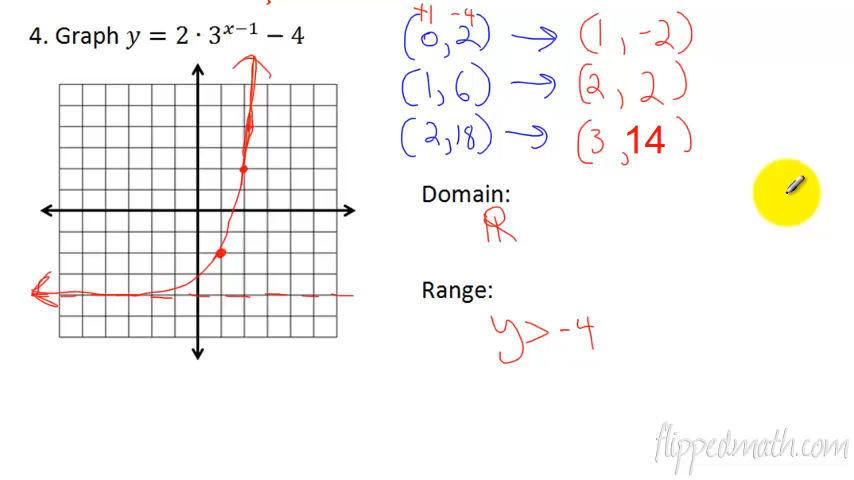 4. Graph y = 2 · 3^{x−1} − 4
+1 -4
(0, 2) → (1, -2)
(1, 6) → (2, 2)
(2, 18) → (3, 14)
Domain:
ℝ
Range:
y > -4
flippedmath.com